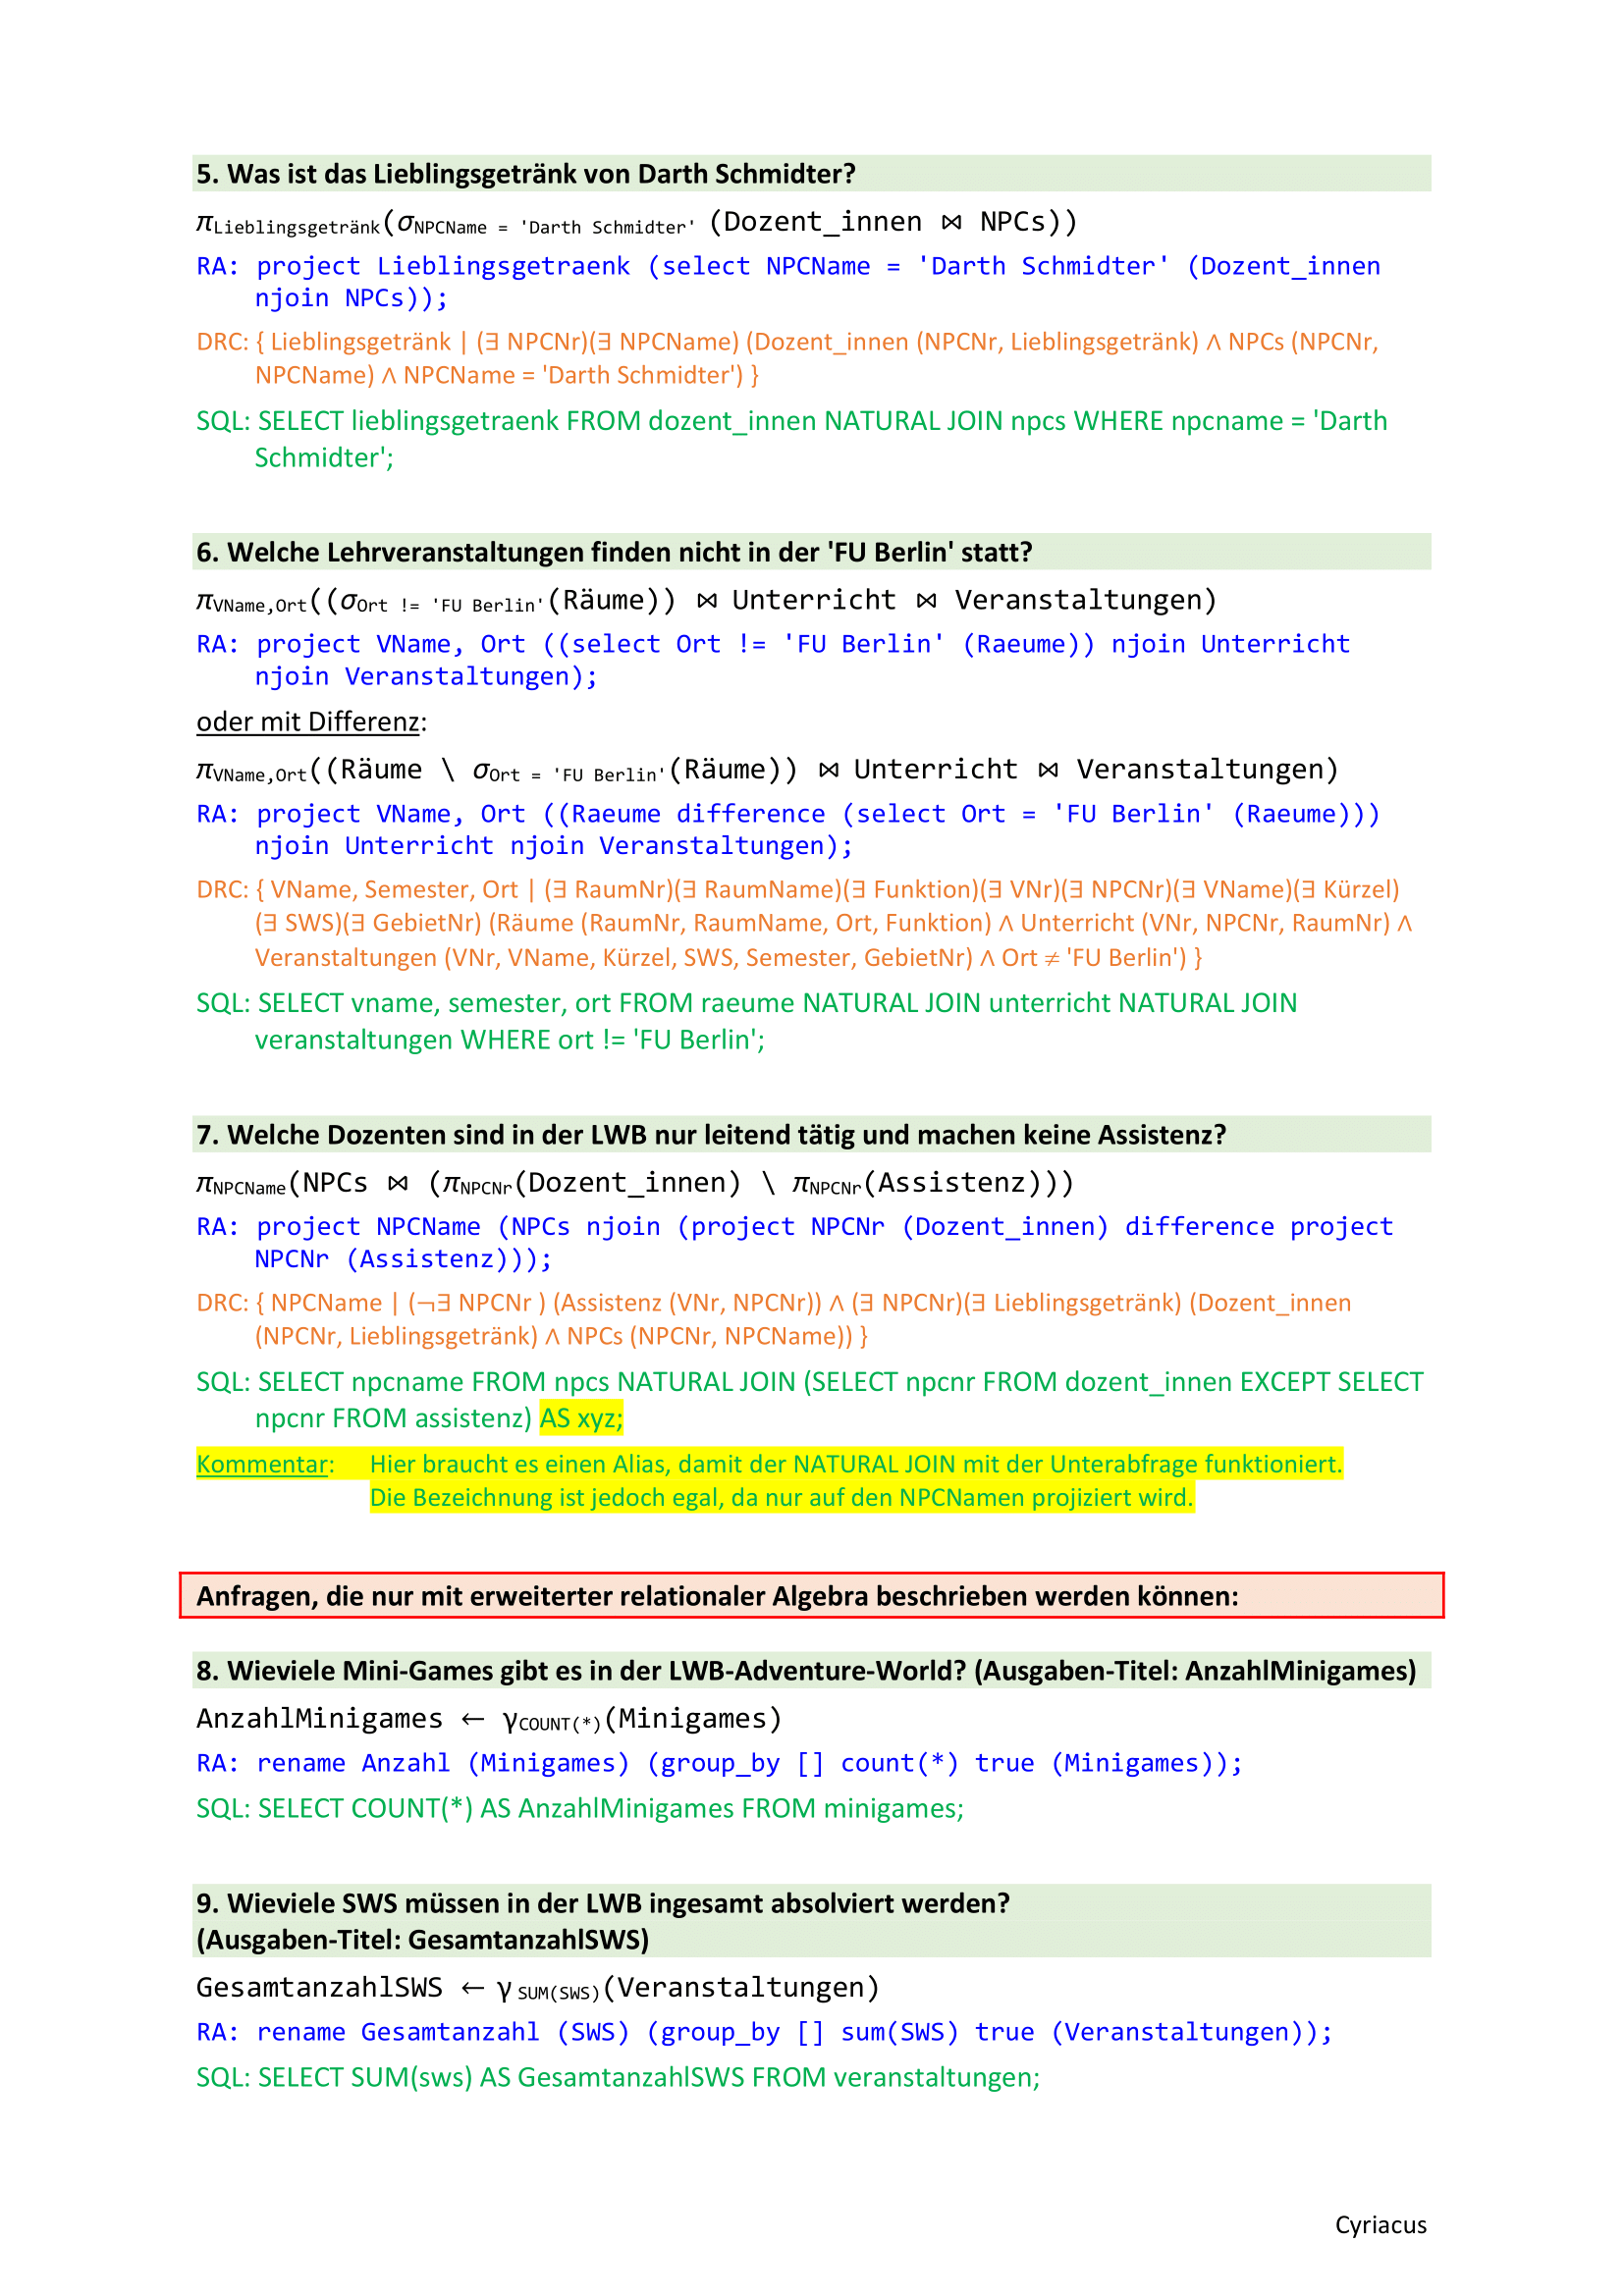 5. Was ist das Lieblingsgetränk von Darth Schmidter?
πLieblingsgetränk(σNPCName = 'Darth Schmidter' (Dozent_innen ⋈ NPCs))
RA: project Lieblingsgetraenk (select NPCName = 'Darth Schmidter' (Dozent_innen
njoin NPCs));
DRC: { Lieblingsgetränk | (∃ NPCNr)(∃ NPCName) (Dozent_innen (NPCNr, Lieblingsgetränk) ∧ NPCs (NPCNr,
NPCName) ∧ NPCName = 'Darth Schmidter') }
SQL: SELECT lieblingsgetraenk FROM dozent_innen NATURAL JOIN npcs WHERE npcname = 'Darth
Schmidter';
6. Welche Lehrveranstaltungen finden nicht in der 'FU Berlin' statt?
πVName,Ort((σOrt != 'FU Berlin'(Räume)) ⋈ Unterricht ⋈ Veranstaltungen)
RA: project VName, Ort ((select Ort != 'FU Berlin' (Raeume)) njoin Unterricht
njoin Veranstaltungen);
oder mit Differenz:
πVName,Ort((Räume \ σOrt = 'FU Berlin'(Räume)) ⋈ Unterricht ⋈ Veranstaltungen)
RA: project VName, Ort ((Raeume difference (select Ort = 'FU Berlin' (Raeume)))
njoin Unterricht njoin Veranstaltungen);
DRC: { VName, Semester, Ort | (∃ RaumNr)(∃ RaumName)(∃ Funktion)(∃ VNr)(∃ NPCNr)(∃ VName)(∃ Kürzel)
(∃ SWS)(∃ GebietNr) (Räume (RaumNr, RaumName, Ort, Funktion) ∧ Unterricht (VNr, NPCNr, RaumNr) ∧
Veranstaltungen (VNr, VName, Kürzel, SWS, Semester, GebietNr) ∧ Ort ≠ 'FU Berlin') }
SQL: SELECT vname, semester, ort FROM raeume NATURAL JOIN unterricht NATURAL JOIN
veranstaltungen WHERE ort != 'FU Berlin';
7. Welche Dozenten sind in der LWB nur leitend tätig und machen keine Assistenz?
πNPCName(NPCs ⋈ (πNPCNr(Dozent_innen) \ πNPCNr(Assistenz)))
RA: project NPCName (NPCs njoin (project NPCNr (Dozent_innen) difference project
NPCNr (Assistenz)));
DRC: { NPCName | (¬∃ NPCNr ) (Assistenz (VNr, NPCNr)) ∧ (∃ NPCNr)(∃ Lieblingsgetränk) (Dozent_innen
(NPCNr, Lieblingsgetränk) ∧ NPCs (NPCNr, NPCName)) }
SQL: SELECT npcname FROM npcs NATURAL JOIN (SELECT npcnr FROM dozent_innen EXCEPT SELECT
npcnr FROM assistenz) AS xyz;
Kommentar: Hier braucht es einen Alias, damit der NATURAL JOIN mit der Unterabfrage funktioniert.
Die Bezeichnung ist jedoch egal, da nur auf den NPCNamen projiziert wird.
Anfragen, die nur mit erweiterter relationaler Algebra beschrieben werden können:
8. Wieviele Mini-Games gibt es in der LWB-Adventure-World? (Ausgaben-Titel: AnzahlMinigames)
AnzahlMinigames ← γCOUNT(*)(Minigames)
RA: rename Anzahl (Minigames) (group_by [] count(*) true (Minigames));
SQL: SELECT COUNT(*) AS AnzahlMinigames FROM minigames;
9. Wieviele SWS müssen in der LWB ingesamt absolviert werden?
(Ausgaben-Titel: GesamtanzahlSWS)
GesamtanzahlSWS ← γ SUM(SWS)(Veranstaltungen)
RA: rename Gesamtanzahl (SWS) (group_by [] sum(SWS) true (Veranstaltungen));
SQL: SELECT SUM(sws) AS GesamtanzahlSWS FROM veranstaltungen;
Cyriacus